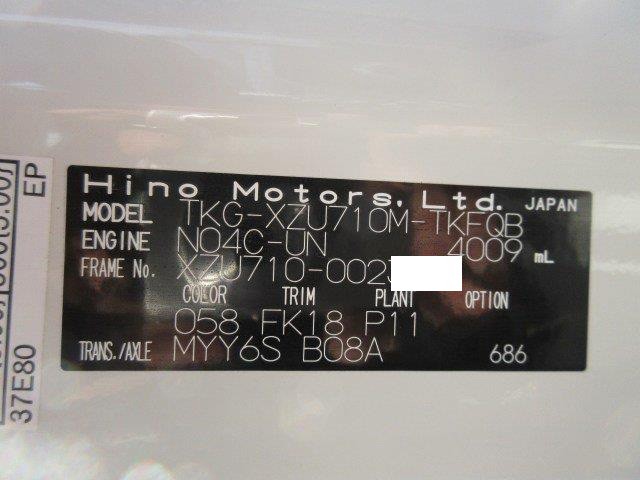 Hino Motors, Ltd. JAPAN
MODEL TKG-XZU710M-TKFQB
ENGINE N04C-UN 4009 mL
FRAME No. XZU710-002
COLOR TRIM PLANT OPTION
058 FK18 P11
TRANS./AXLE MYY6S B08A 686
EP
37E80